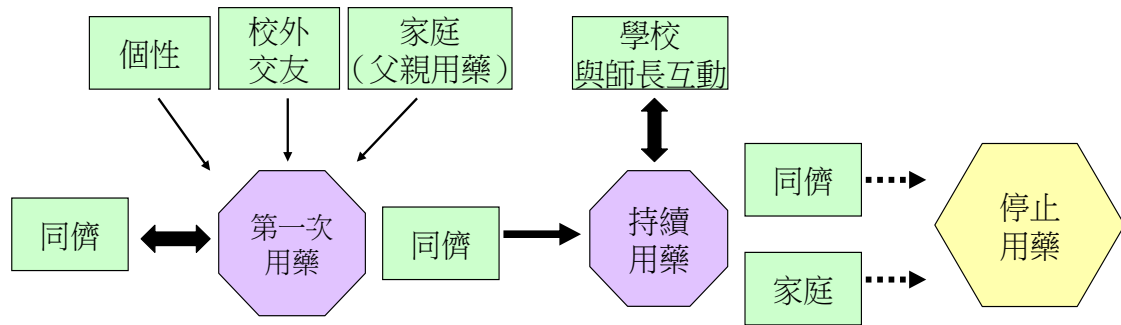 個性
校外
交友
家庭
（父親用藥）
學校
與師長互動
同儕
第一次
用藥
同儕
持續
用藥
同儕
家庭
停止
用藥